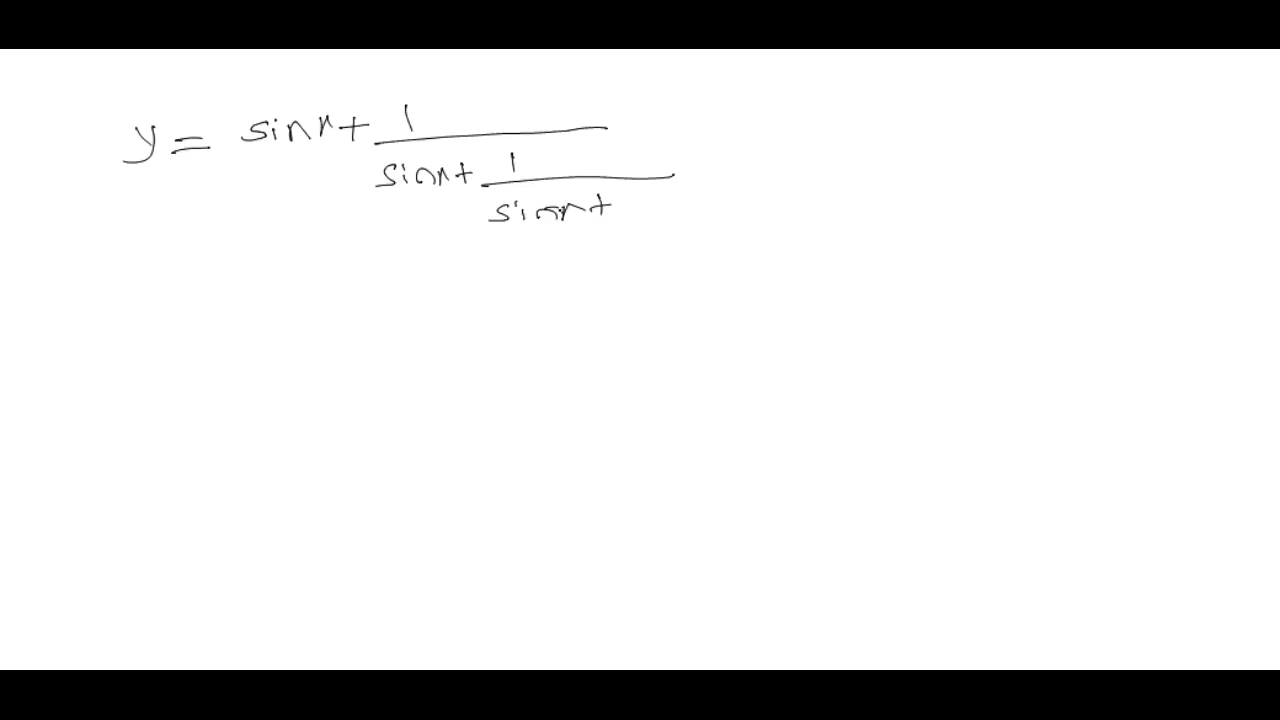 y = sinx + 1
sinx + 1
sinx +